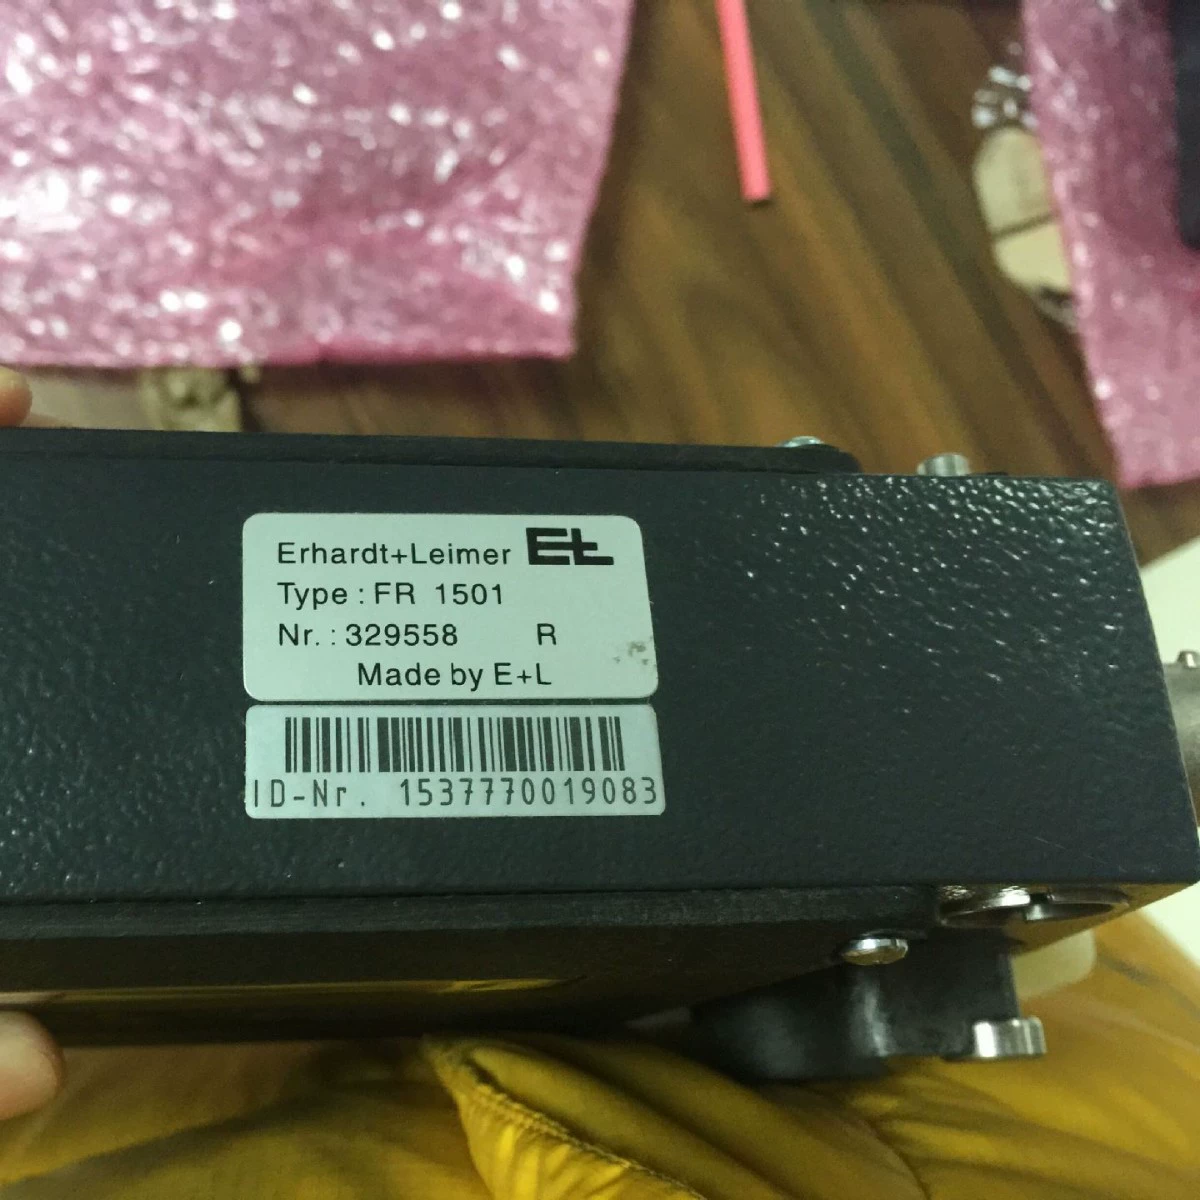 Erhardt+Leimer E+L
Type : FR 1501
Nr. : 329558 R
Made by E+L
ID-Nr. 1537770019083